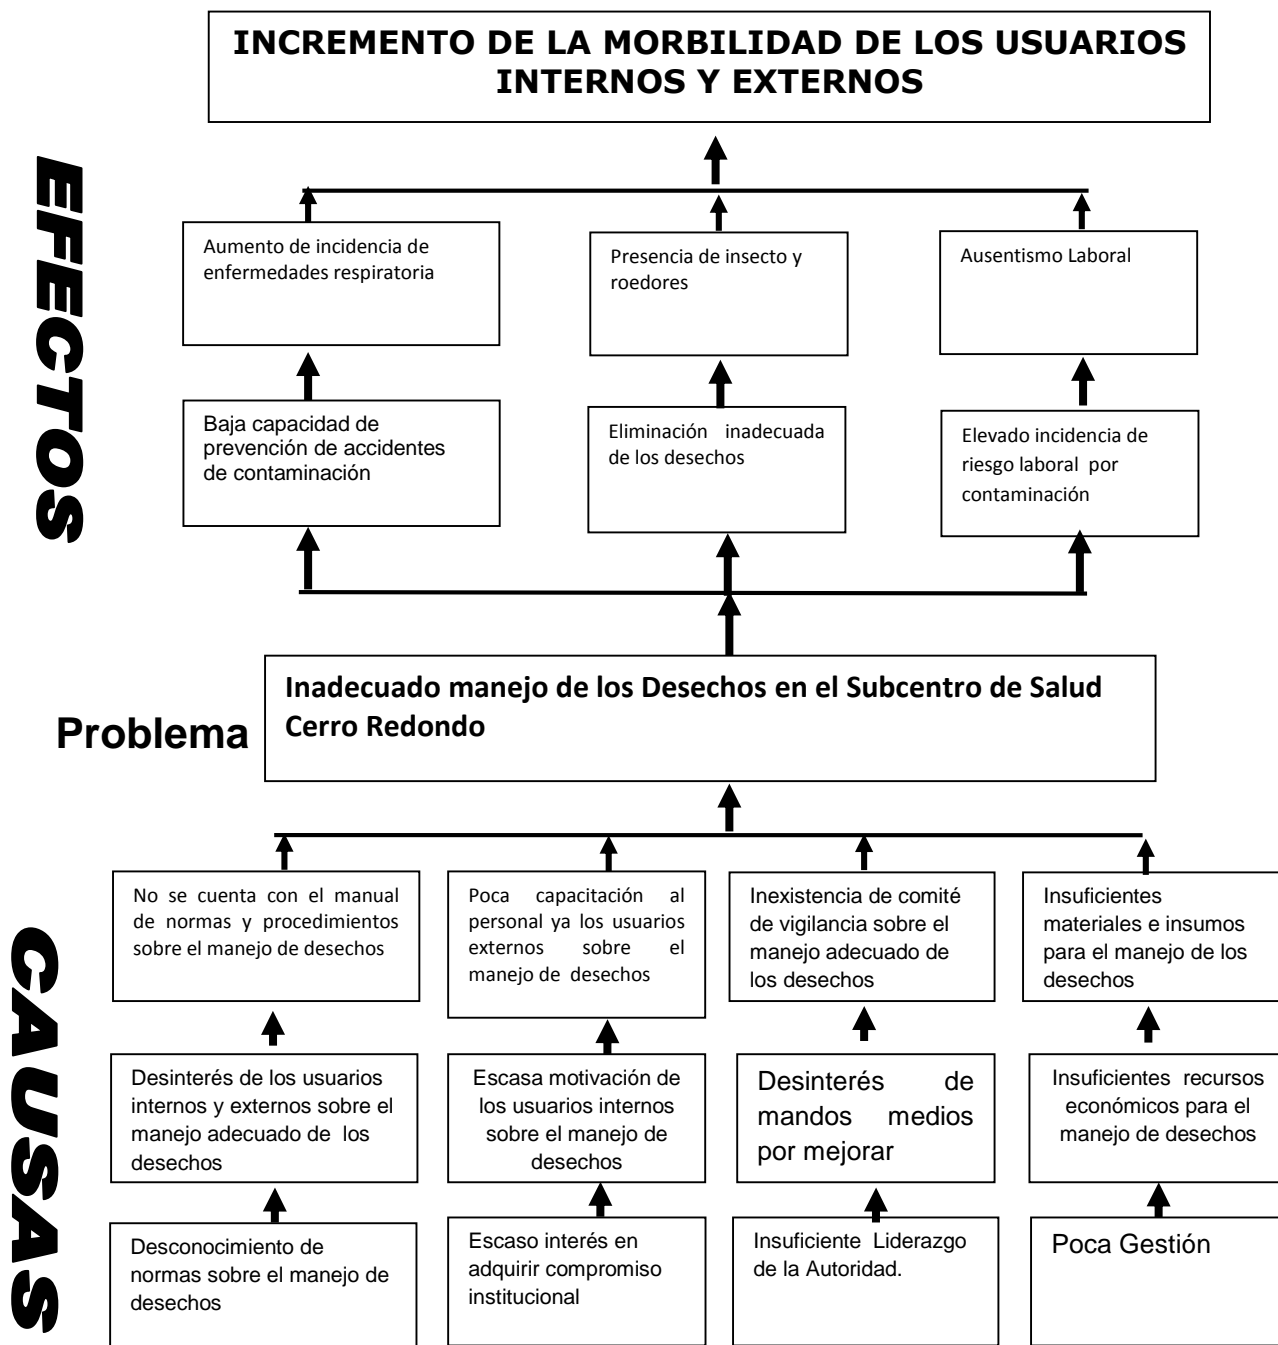 INCREMENTO DE LA MORBILIDAD DE LOS USUARIOS
INTERNOS Y EXTERNOS
EFECTOS
Aumento de incidencia de
enfermedades respiratoria
Presencia de insecto y
roedores
Ausentismo Laboral
Baja capacidad de
prevención de accidentes
de contaminación
Eliminación inadecuada
de los desechos
Elevado incidencia de
riesgo laboral por
contaminación
Problema
Inadecuado manejo de los Desechos en el Subcentro de Salud
Cerro Redondo
CAUSAS
No se cuenta con el manual
de normas y procedimientos
sobre el manejo de desechos
Poca capacitación al
personal ya los usuarios
externos sobre el
manejo de desechos
Inexistencia de comité
de vigilancia sobre el
manejo adecuado de
los desechos
Insuficientes
materiales e insumos
para el manejo de los
desechos
Desinterés de los usuarios
internos y externos sobre el
manejo adecuado de los
desechos
Escasa motivación de
los usuarios internos
sobre el manejo de
desechos
Desinterés de
mandos medios
por mejorar
Insuficientes recursos
económicos para el
manejo de desechos
Desconocimiento de
normas sobre el manejo de
desechos
Escaso interés en
adquirir compromiso
institucional
Insuficiente Liderazgo
de la Autoridad.
Poca Gestión